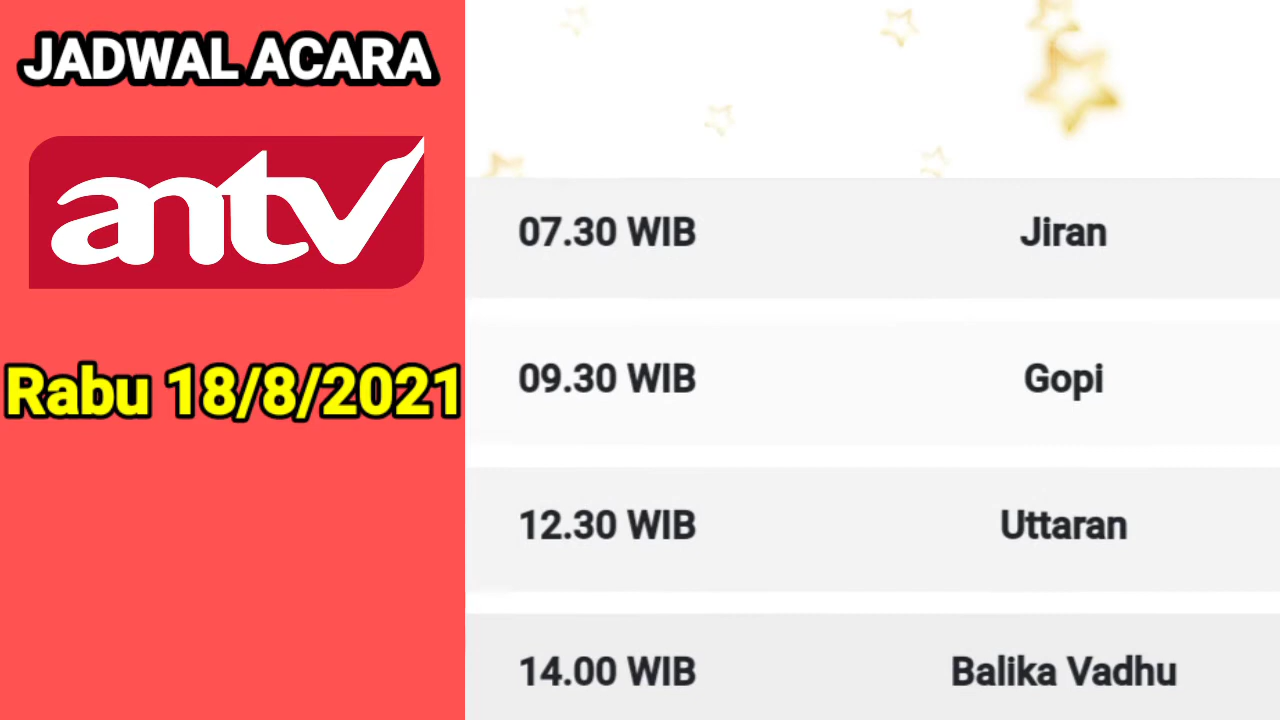 JADWAL ACARA
antv
Rabu 18/8/2021
07.30 WIB Jiran
09.30 WIB Gopi
12.30 WIB Uttaran
14.00 WIB Balika Vadhu